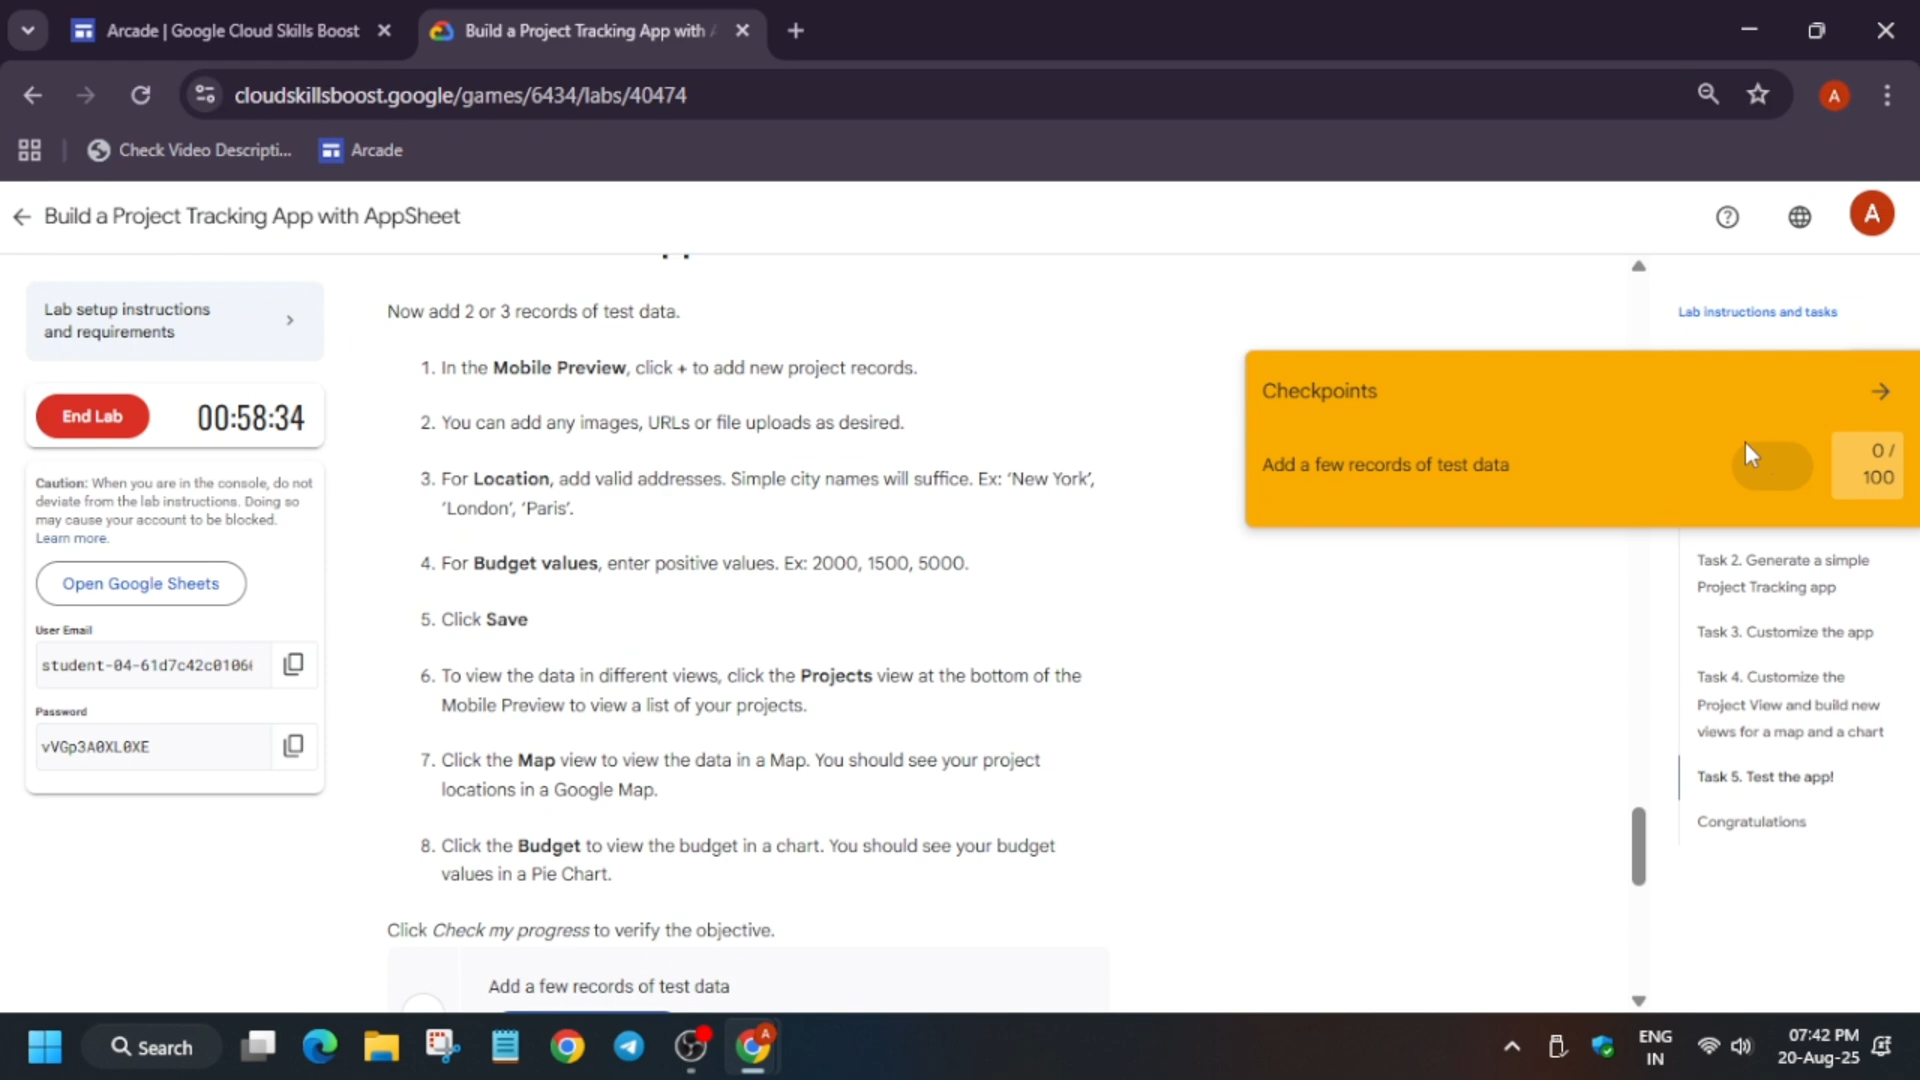 Arcade | Google Cloud Skills Boost
Build a Project Tracking App with A
cloudskillsboost.google/games/6434/labs/40474
A
Check Video Descripti...
Arcade
Build a Project Tracking App with AppSheet
A
Lab setup instructions
and requirements
End Lab
00:58:34
Caution: When you are in the console, do not
deviate from the lab instructions. Doing so
may cause your account to be blocked.
Learn more.
Open Google Sheets
User Email
student-04-61d7c42c0106
Password
vVGp3A0XL0XE
Now add 2 or 3 records of test data.
1. In the Mobile Preview, click + to add new project records.
2. You can add any images, URLs or file uploads as desired.
3. For Location, add valid addresses. Simple city names will suffice. Ex: ‘New York’,
‘London’, ‘Paris’.
4. For Budget values, enter positive values. Ex: 2000, 1500, 5000.
5. Click Save
6. To view the data in different views, click the Projects view at the bottom of the
Mobile Preview to view a list of your projects.
7. Click the Map view to view the data in a Map. You should see your project
locations in a Google Map.
8. Click the Budget to view the budget in a chart. You should see your budget
values in a Pie Chart.
Click Check my progress to verify the objective.
Add a few records of test data
Lab instructions and tasks
Checkpoints
Add a few records of test data
0 /
100
Task 2. Generate a simple
Project Tracking app
Task 3. Customize the app
Task 4. Customize the
Project View and build new
views for a map and a chart
Task 5. Test the app!
Congratulations
Search
A
ENG
IN
07:42 PM
20-Aug-25